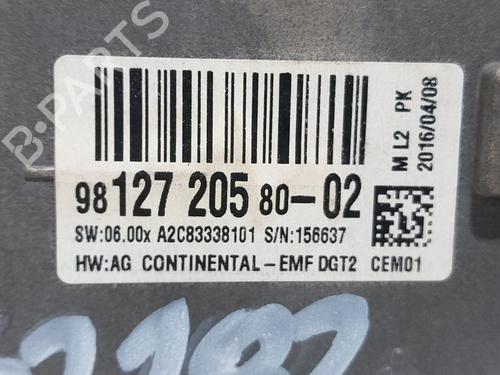 B-PARTS
98 127 205 80-02
SW:06.00x A2C83338101 S/N:156637
HW:AG CONTINENTAL-EMF DGT2 CEM01
M L2 PK
2016/04/08